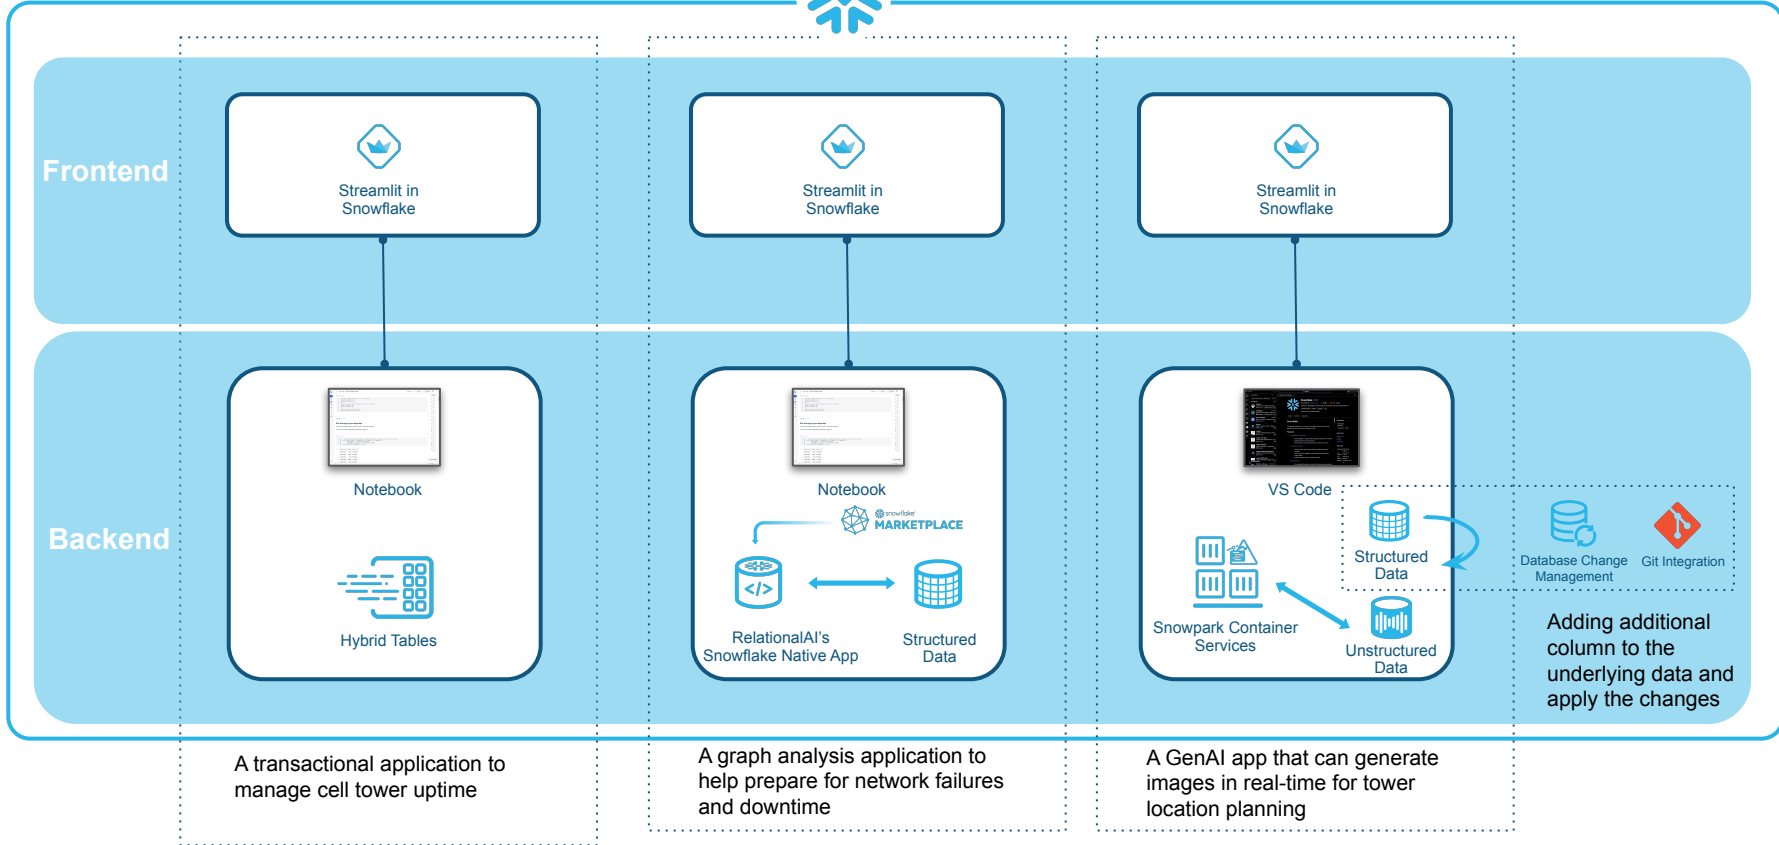 Frontend
Streamlit in
Snowflake
Streamlit in
Snowflake
Streamlit in
Snowflake
Backend
Notebook
Hybrid Tables
Notebook
snowflake
MARKETPLACE
RelationalAI's
Snowflake Native App
Structured
Data
VS Code
Snowpark Container
Services
Structured
Data
Unstructured
Data
Database Change
Management
Git Integration
Adding additional
column to the
underlying data and
apply the changes
A transactional application to
manage cell tower uptime
A graph analysis application to
help prepare for network failures
and downtime
A GenAI app that can generate
images in real-time for tower
location planning